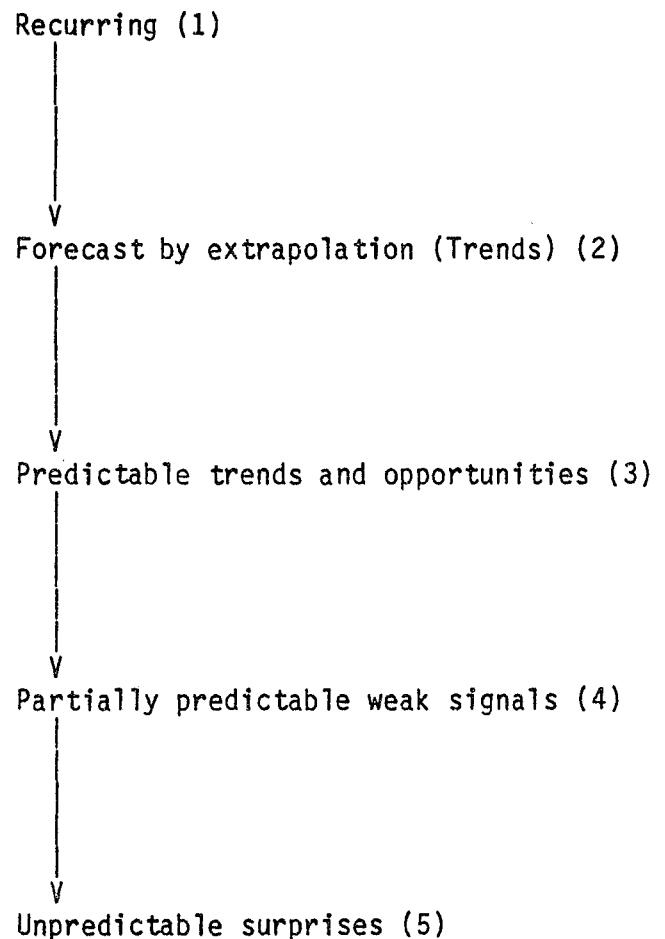 Recurring (1)
Forecast by extrapolation (Trends) (2)
Predictable trends and opportunities (3)
Partially predictable weak signals (4)
Unpredictable surprises (5)